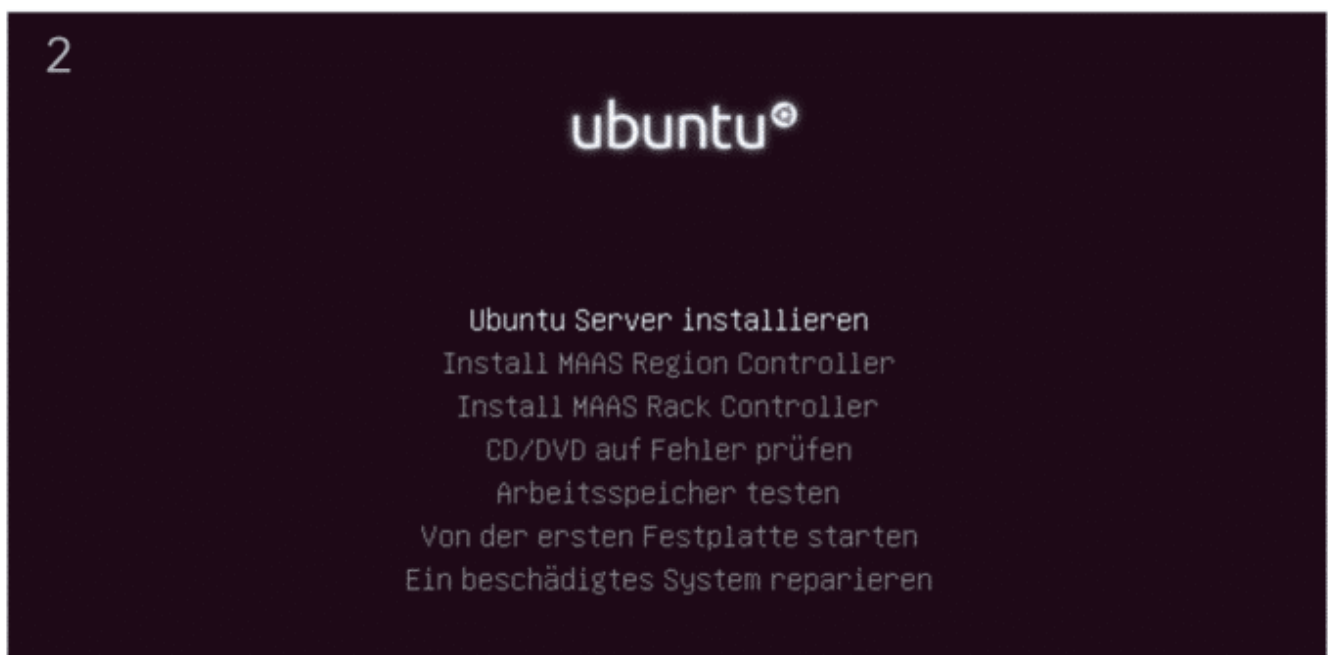 2
ubuntu
Ubuntu Server installieren
Install MAAS Region Controller
Install MAAS Rack Controller
CD/DVD auf Fehler prüfen
Arbeitsspeicher testen
Von der ersten Festplatte starten
Ein beschädigtes System reparieren